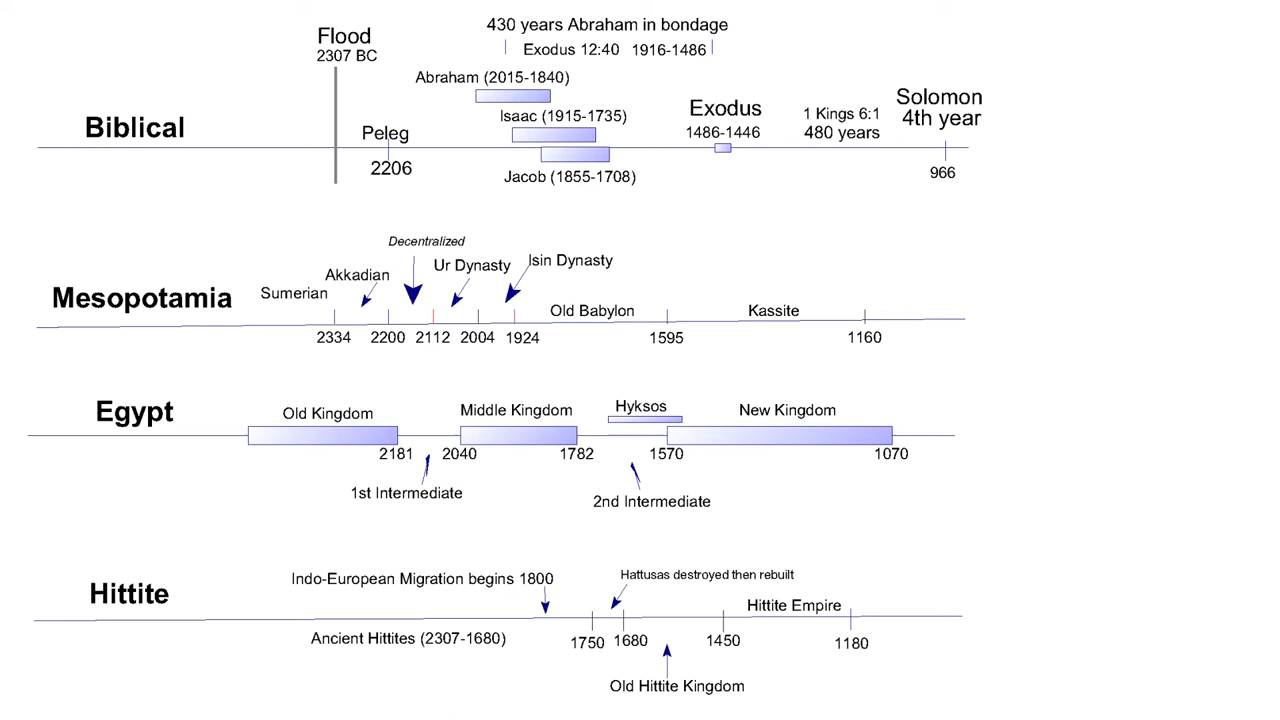 430 years Abraham in bondage
Flood
2307 BC
Exodus 12:40 1916-1486
Abraham (2015-1840)
Isaac (1915-1735)
Exodus
1486-1446
1 Kings 6:1
480 years
Solomon
4th year
Biblical
Peleg
2206
Jacob (1855-1708)
966
Decentralized
Akkadian
Ur Dynasty
Isin Dynasty
Sumerian
Mesopotamia
Old Babylon
Kassite
2334 2200 2112 2004 1924 1595 1160
Egypt
Old Kingdom
Middle Kingdom
Hyksos
New Kingdom
2181 2040 1782 1570 1070
1st Intermediate
2nd Intermediate
Hittite
Indo-European Migration begins 1800
Hattusas destroyed then rebuilt
Hittite Empire
Ancient Hittites (2307-1680)
1750 1680 1450 1180
Old Hittite Kingdom